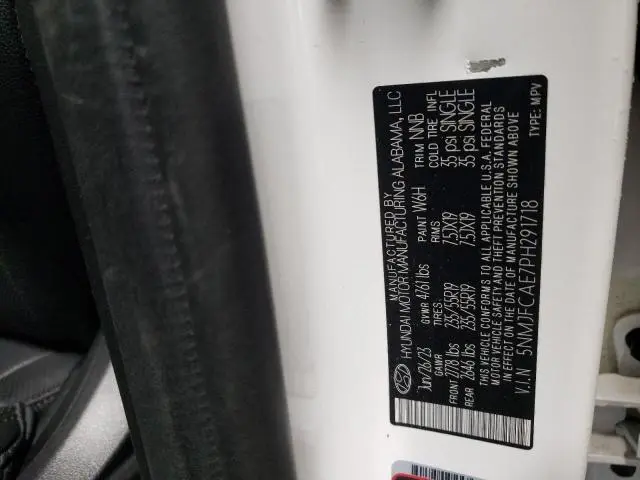 MANUFACTURED BY
HYUNDAI MOTOR MANUFACTURING ALABAMA, LLC
Jun/26/23 GVWR 4761 lbs PAINT W6H TRIM NNB
GAWR TIRES RIMS COLD TIRE INFL
FRONT 2778 lbs 235/55R19 7.5JX19 35 psi SINGLE
REAR 2646 lbs 235/55R19 7.5JX19 35 psi SINGLE
THIS VEHICLE CONFORMS TO ALL APPLICABLE U.S.A. FEDERAL
MOTOR VEHICLE SAFETY AND THEFT PREVENTION STANDARDS
IN EFFECT ON THE DATE OF MANUFACTURE SHOWN ABOVE
V.I.N 5NMJFCAE7PH291718 TYPE: MPV